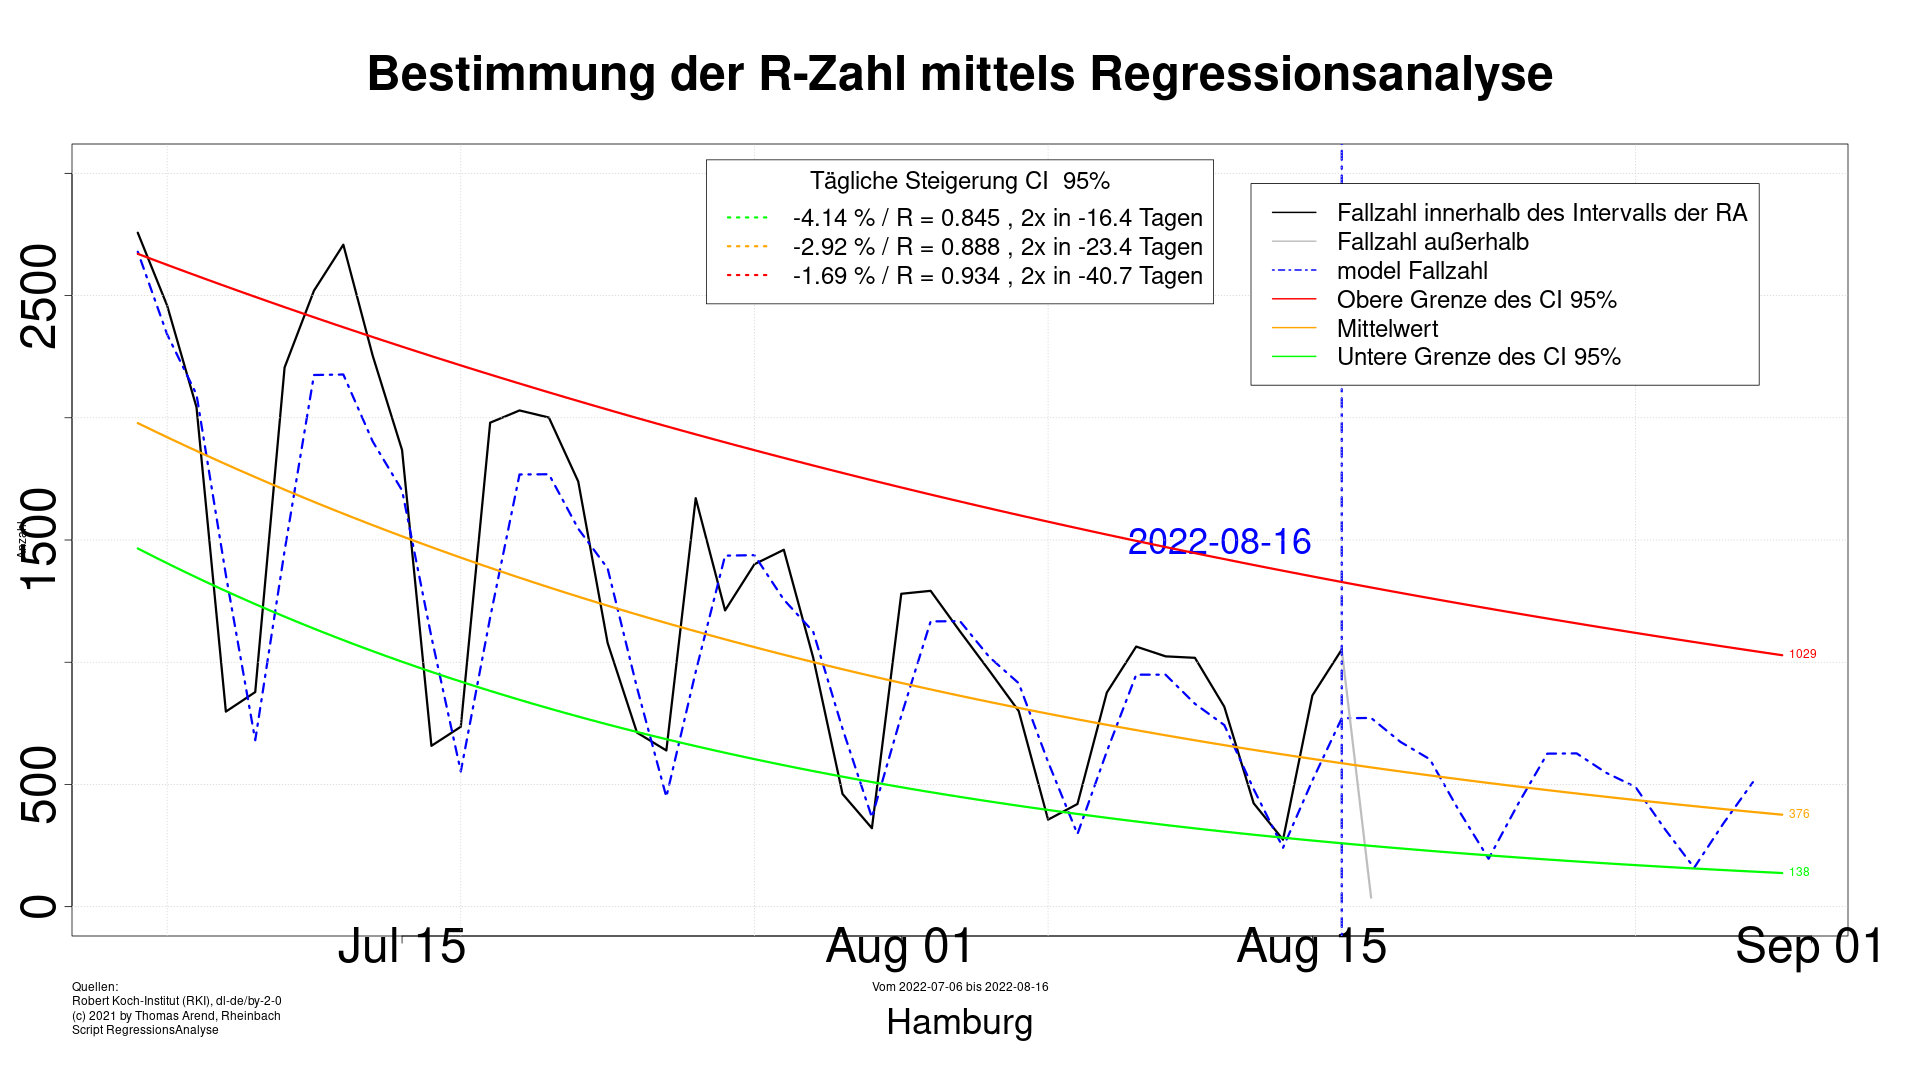 Bestimmung der R-Zahl mittels Regressionsanalyse
Tägliche Steigerung CI  95%
-4.14 % / R = 0.845 , 2x in -16.4 Tagen
-2.92 % / R = 0.888 , 2x in -23.4 Tagen
-1.69 % / R = 0.934 , 2x in -40.7 Tagen
Fallzahl innerhalb des Intervalls der RA
Fallzahl außerhalb
model Fallzahl
Obere Grenze des CI 95%
Mittelwert
Untere Grenze des CI 95%
2500
1500
500
0
Anzahl
2022-08-16
1029
376
138
Jul 15
Aug 01
Aug 15
Sep 01
Quellen:
Robert Koch-Institut (RKI), dl-de/by-2-0
(c) 2021 by Thomas Arend, Rheinbach
Script RegressionsAnalyse
Vom 2022-07-06 bis 2022-08-16
Hamburg